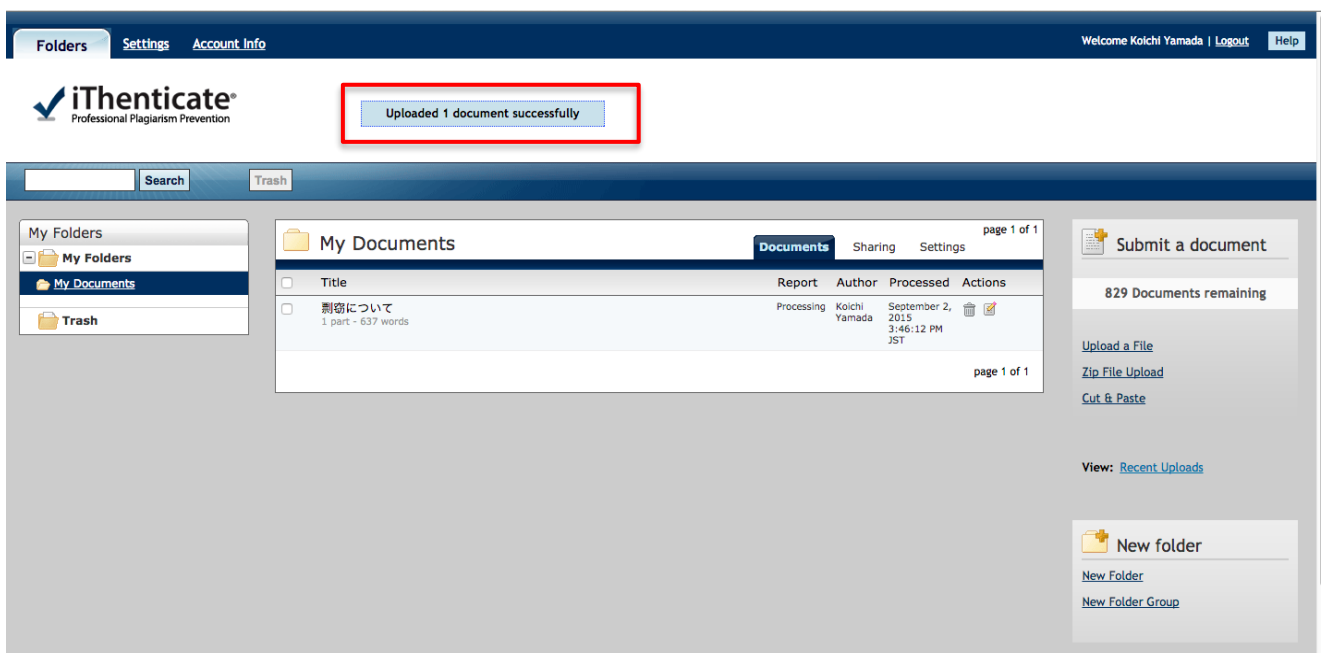 Folders Settings Account Info Welcome Koichi Yamada | Logout Help
iThenticate®
Professional Plagiarism Prevention
Uploaded 1 document successfully
Search Trash
My Folders
My Folders
My Documents
Trash
My Documents
page 1 of 1
Documents Sharing Settings
Title Report Author Processed Actions
剽窃について Processing Koichi Yamada September 2,
1 part - 637 words 2015
3:46:12 PM
JST
page 1 of 1
Submit a document
829 Documents remaining
Upload a File
Zip File Upload
Cut & Paste
View: Recent Uploads
New folder
New Folder
New Folder Group